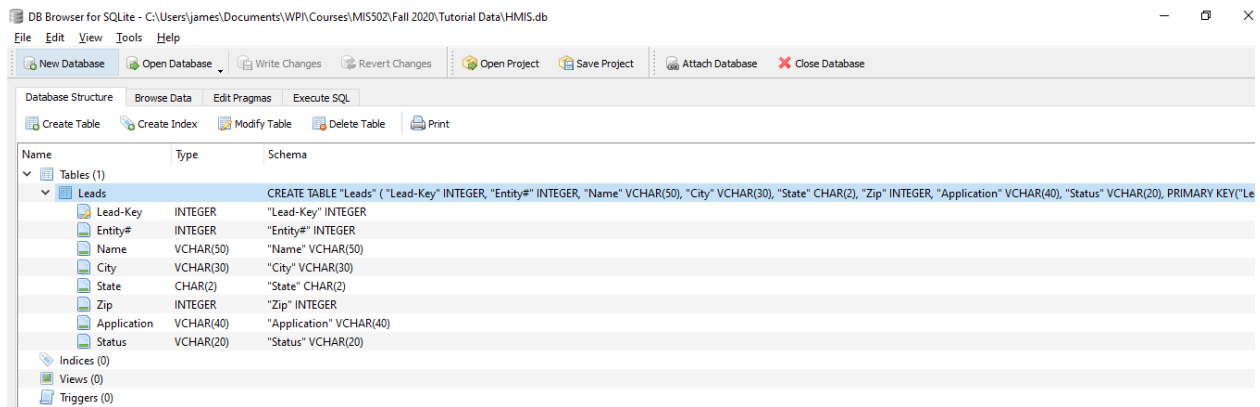 DB Browser for SQLite - C:\Users\james\Documents\WPI\Courses\MIS502\Fall 2020\Tutorial Data\HMIS.db
File Edit View Tools Help
New Database Open Database Write Changes Revert Changes Open Project Save Project Attach Database Close Database
Database Structure Browse Data Edit Pragmas Execute SQL
Create Table Create Index Modify Table Delete Table Print
Name Type Schema
Tables (1)
Leads CREATE TABLE "Leads" ( "Lead-Key" INTEGER, "Entity#" INTEGER, "Name" VCHAR(50), "City" VCHAR(30), "State" CHAR(2), "Zip" INTEGER, "Application" VCHAR(40), "Status" VCHAR(20), PRIMARY KEY("Le
Lead-Key INTEGER "Lead-Key" INTEGER
Entity# INTEGER "Entity#" INTEGER
Name VCHAR(50) "Name" VCHAR(50)
City VCHAR(30) "City" VCHAR(30)
State CHAR(2) "State" CHAR(2)
Zip INTEGER "Zip" INTEGER
Application VCHAR(40) "Application" VCHAR(40)
Status VCHAR(20) "Status" VCHAR(20)
Indices (0)
Views (0)
Triggers (0)